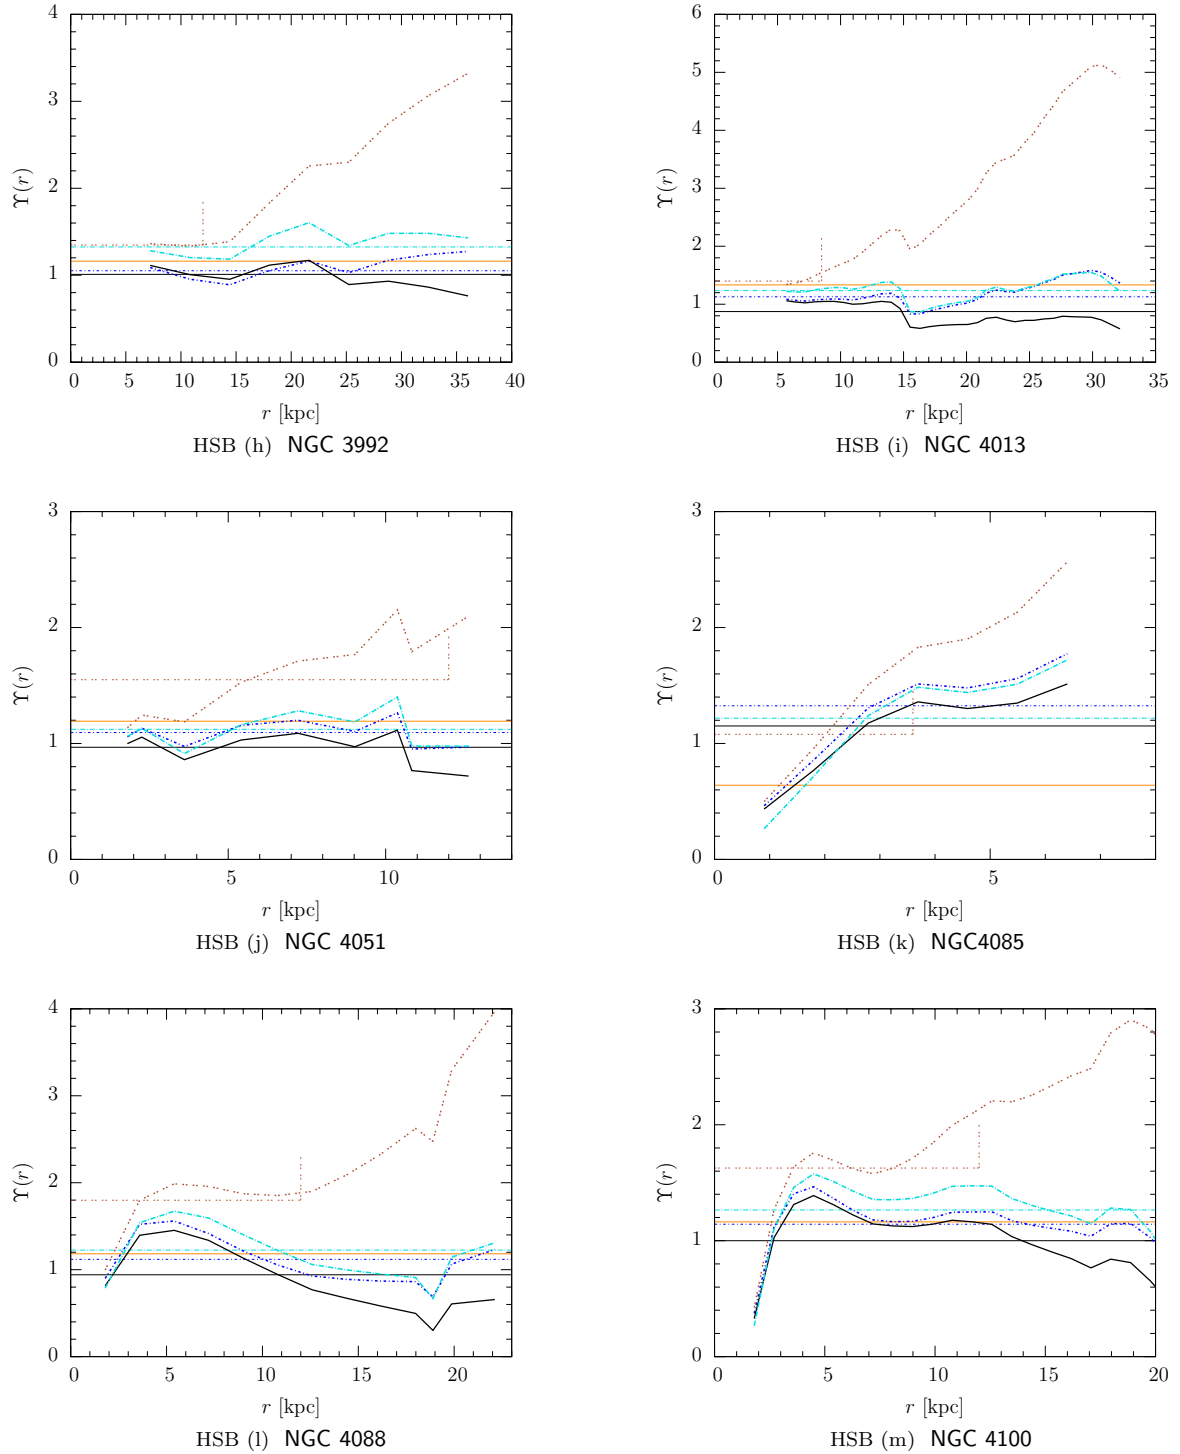 4
3
2
1
0
ϒ(r)
0 5 10 15 20 25 30 35 40
r [kpc]
HSB (h) NGC 3992
6
5
4
3
2
1
0
ϒ(r)
0 5 10 15 20 25 30 35
r [kpc]
HSB (i) NGC 4013
3
2
1
0
ϒ(r)
0 5 10
r [kpc]
HSB (j) NGC 4051
3
2
1
0
ϒ(r)
0 5
r [kpc]
HSB (k) NGC4085
4
3
2
1
0
ϒ(r)
0 5 10 15 20
r [kpc]
HSB (l) NGC 4088
3
2
1
0
ϒ(r)
0 5 10 15 20
r [kpc]
HSB (m) NGC 4100